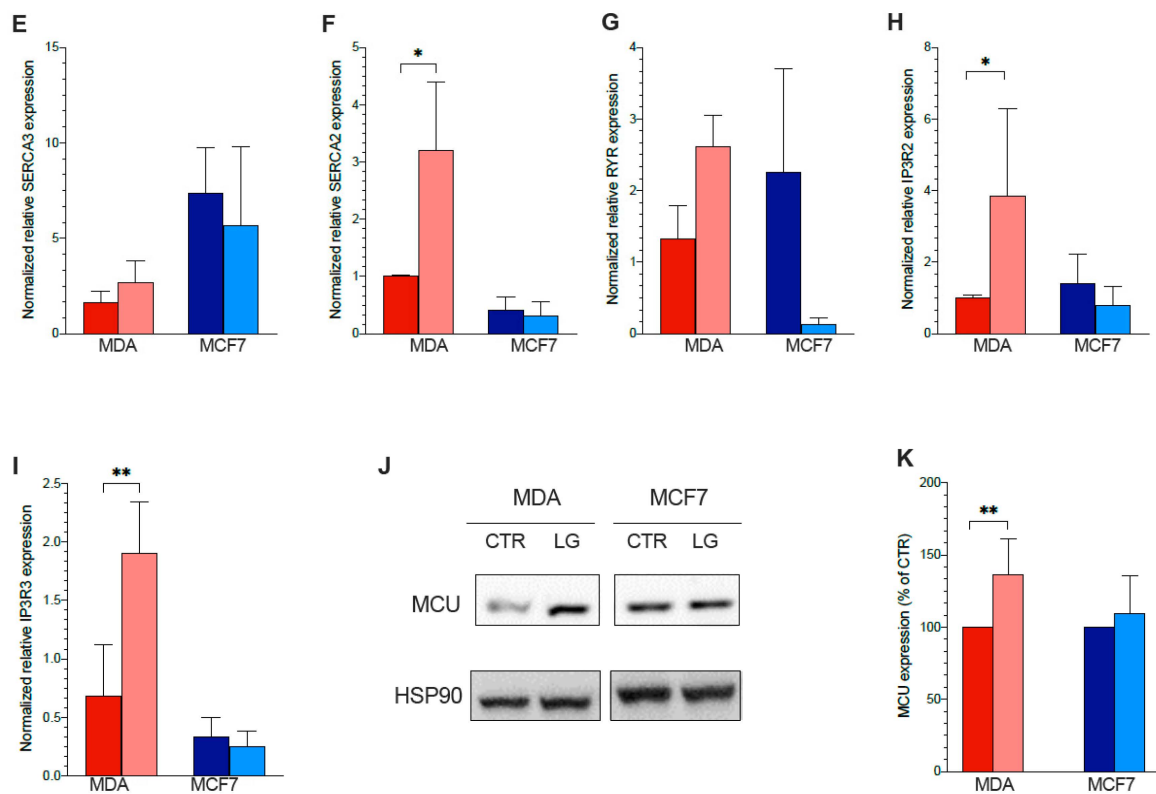 E
Normalized relative SERCA3 expression
15
10
5
0
MDA
MCF7
F
Normalized relative SERCA2 expression
5
4
3
2
1
0
*
MDA
MCF7
G
Normalized relative RYR expression
4
3
2
1
0
MDA
MCF7
H
Normalized relative IP3R2 expression
8
6
4
2
0
*
MDA
MCF7
I
Normalized relative IP3R3 expression
2.5
2.0
1.5
1.0
0.5
0.0
**
MDA
MCF7
J
MDA
MCF7
CTR
LG
CTR
LG
MCU
HSP90
K
MCU expression (% of CTR)
200
150
100
50
0
**
MDA
MCF7